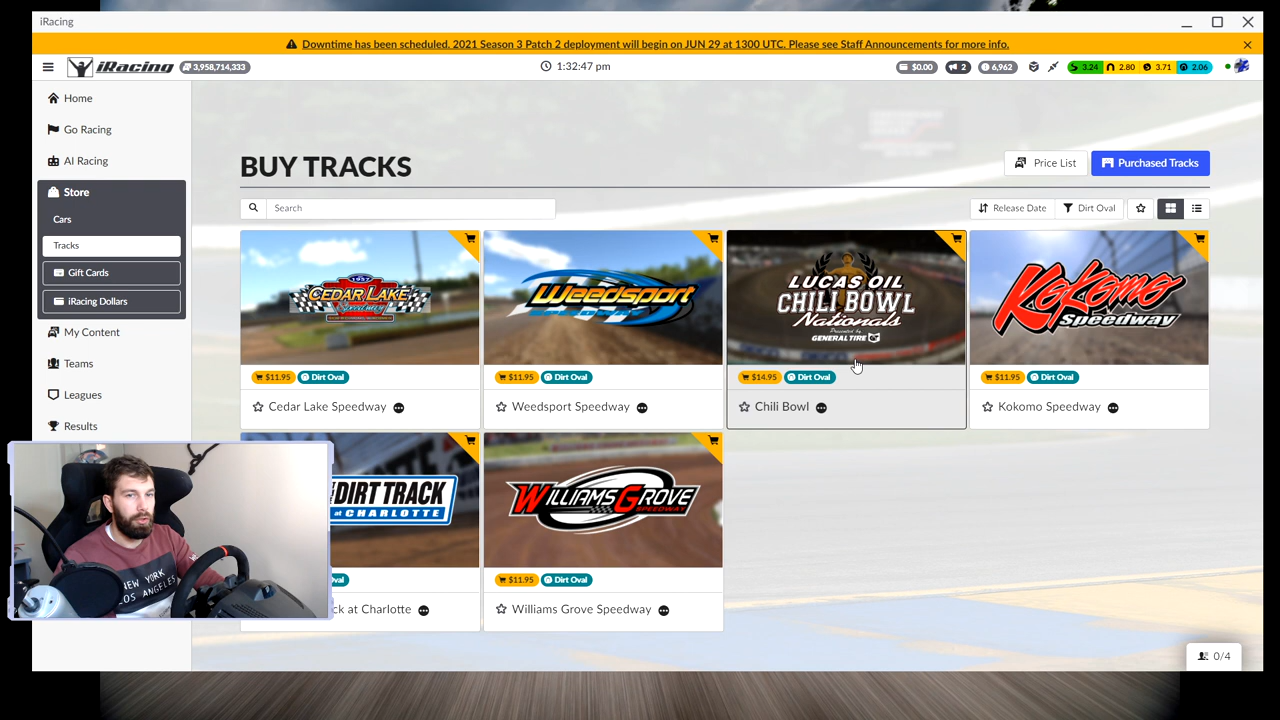 iRacing
Downtime has been scheduled. 2021 Season 3 Patch 2 deployment will begin on JUN 29 at 1300 UTC. Please see Staff Announcements for more info.
iRacing 3,958,714,333
1:32:47 pm
$0.00 2 6,962 3.24 2.80 3.71 2.06
Home
Go Racing
AI Racing
Store
Cars
Tracks
Gift Cards
iRacing Dollars
My Content
Teams
Leagues
Results
BUY TRACKS
Price List
Purchased Tracks
Search
Release Date
Dirt Oval
CEDAR LAKE
Speedway
$11.95 Dirt Oval
Cedar Lake Speedway
Weedsport
SPEEDWAY
$11.95 Dirt Oval
Weedsport Speedway
LUCAS OIL
CHILI BOWL
Nationals
Presented by
GENERAL TIRE
$14.95 Dirt Oval
Chili Bowl
KoKomo
Speedway
$11.95 Dirt Oval
Kokomo Speedway
DIRT TRACK
at CHARLOTTE
Oval
ck at Charlotte
WILLIAMS GROVE
SPEEDWAY
$11.95 Dirt Oval
Williams Grove Speedway
NEW YORK
LOS ANGELES
0/4